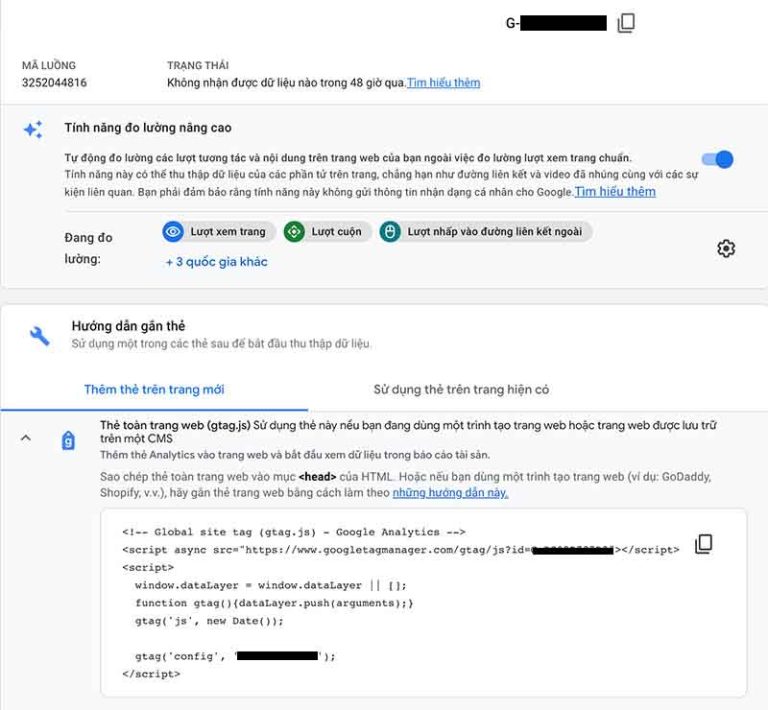 G-
MÃ LUỒNG
TRẠNG THÁI
3252044816
Không nhận được dữ liệu nào trong 48 giờ qua.Tìm hiểu thêm
Tính năng đo lường nâng cao
Tự động đo lường các lượt tương tác và nội dung trên trang web của bạn ngoài việc đo lường lượt xem trang chuẩn.
Tính năng này có thể thu thập dữ liệu của các phần tử trên trang, chẳng hạn như đường liên kết và video đã nhúng cùng với các sự
kiện liên quan. Bạn phải đảm bảo rằng tính năng này không gửi thông tin nhận dạng cá nhân cho Google.Tìm hiểu thêm
Đang đo
lường:
Lượt xem trang
Lượt cuộn
Lượt nhấp vào đường liên kết ngoài
+ 3 quốc gia khác
Hướng dẫn gắn thẻ
Sử dụng một trong các thẻ sau để bắt đầu thu thập dữ liệu.
Thêm thẻ trên trang mới
Sử dụng thẻ trên trang hiện có
Thẻ toàn trang web (gtag.js) Sử dụng thẻ này nếu bạn đang dùng một trình tạo trang web hoặc trang web được lưu trữ
trên một CMS
Thêm thẻ Analytics vào trang web và bắt đầu xem dữ liệu trong báo cáo tài sản.
Sao chép thẻ toàn trang web vào mục <head> của HTML. Hoặc nếu bạn dùng một trình tạo trang web (ví dụ: GoDaddy,
Shopify, v.v.), hãy gắn thẻ trang web bằng cách làm theo những hướng dẫn này.
<!-- Global site tag (gtag.js) - Google Analytics -->
<script async src="https://www.googletagmanager.com/gtag/js?id="></script>
<script>
window.dataLayer = window.dataLayer || [];
function gtag(){dataLayer.push(arguments);}
gtag('js', new Date());
gtag('config', '');
</script>